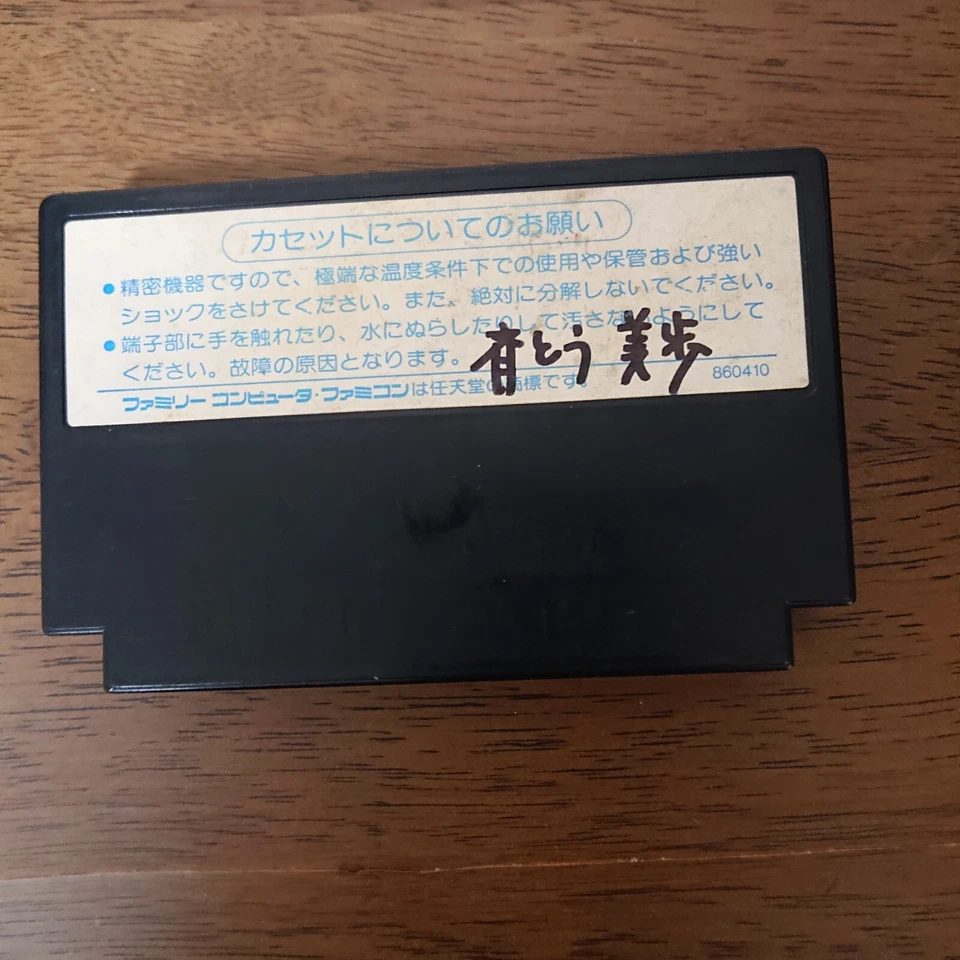 カセットについてのお願い
●精密機器ですので、極端な温度条件下での使用や保管および強い
ショックをさけてください。また、絶対に分解しないでください。
●端子部に手を触れたり、水にぬらしたりして汚さないようにして
ください。故障の原因となります。
ファミリー コンピュータ・ファミコンは任天堂の商標です。
860410
とう 美歩